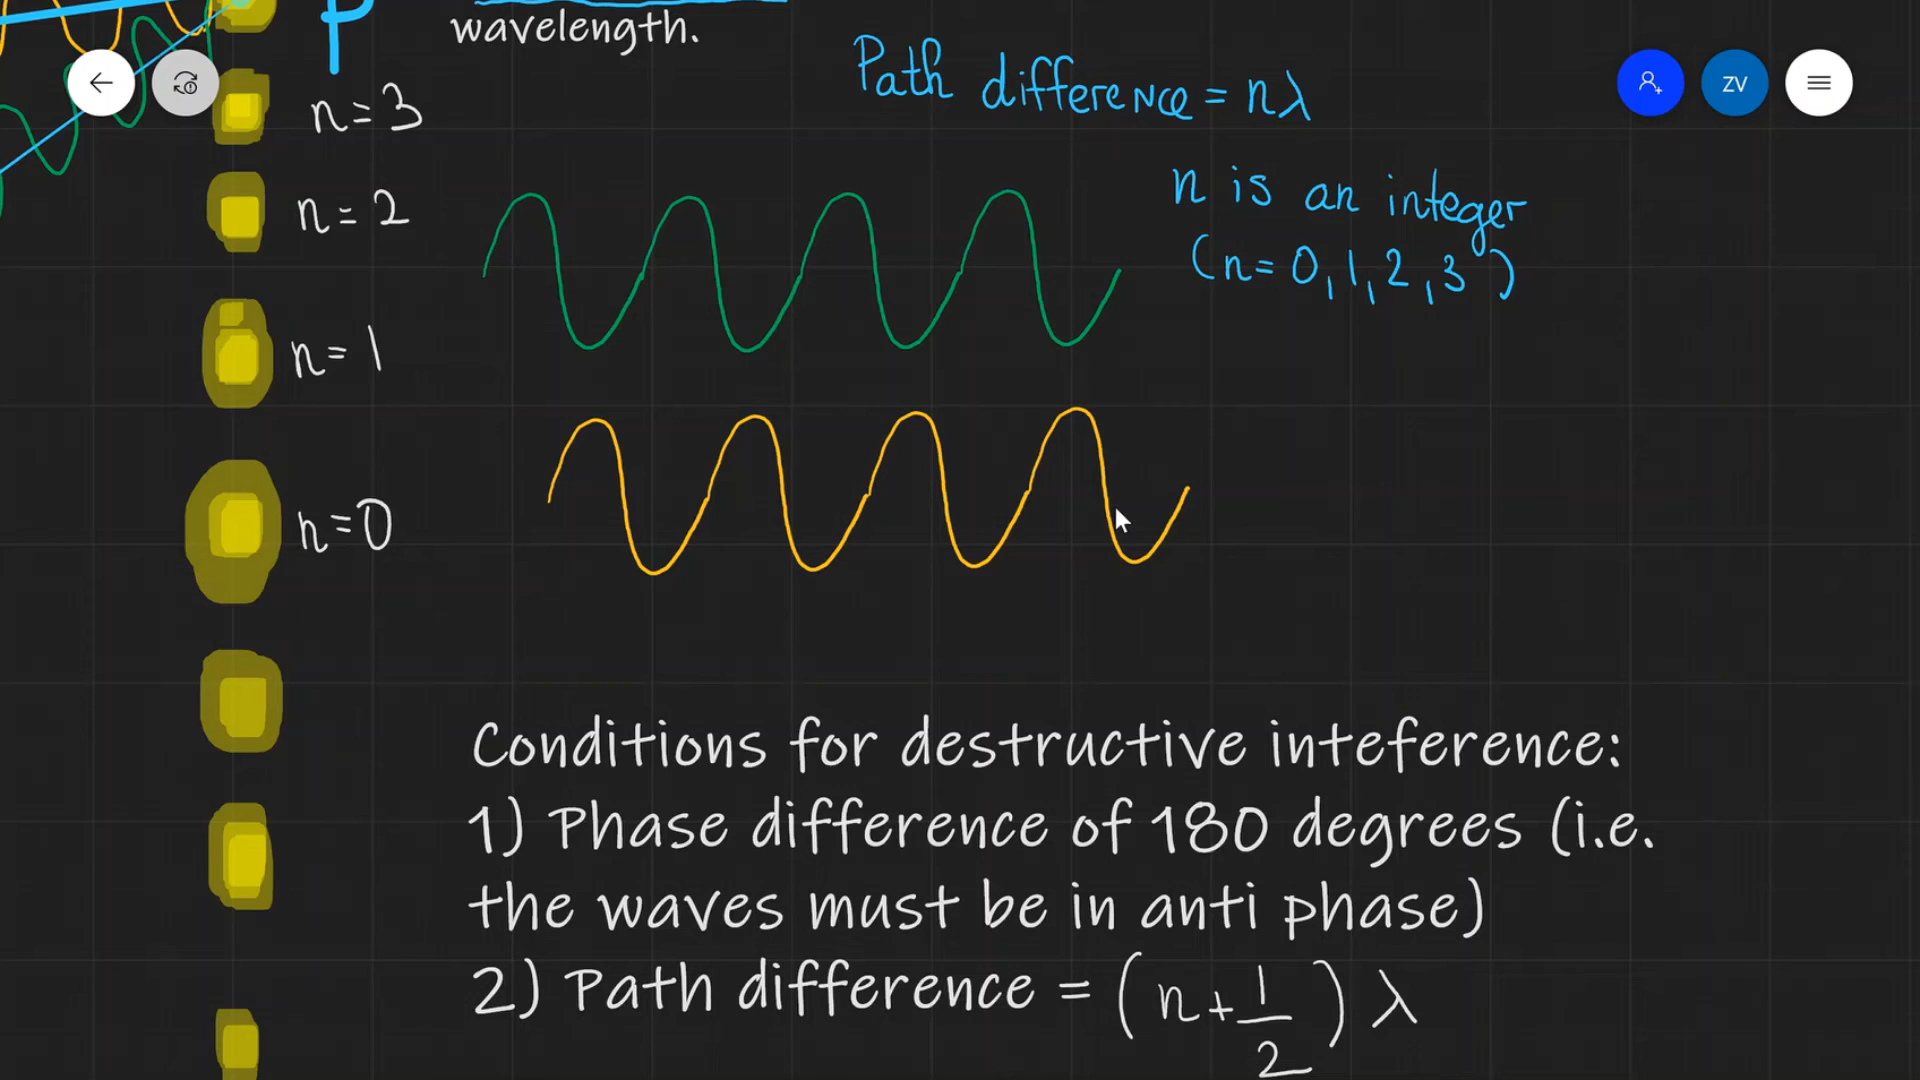 P
wavelength.
Path difference = nλ
ZV
n=3
n is an integer
n=2
(n= 0,1,2,3 )
n=1
n=0
Conditions for destructive inteference:
1) Phase difference of 180 degrees (i.e.
the waves must be in anti phase)
2) Path difference = (n+1/2)λ